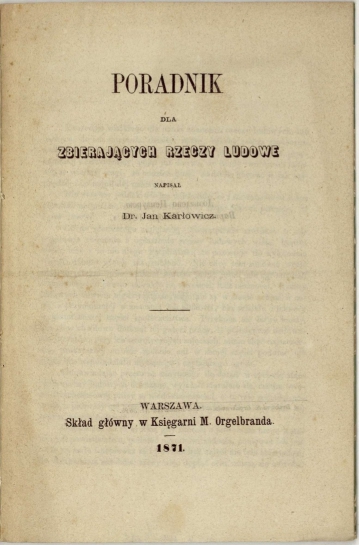 PORADNIK
DLA
ZBIERAJĄCYCH RZECZY LUDOWE
NAPISAŁ
Dr. Jan Karłowicz.
WARSZAWA.
Skład główny w Księgarni M. Orgelbranda.
1871.